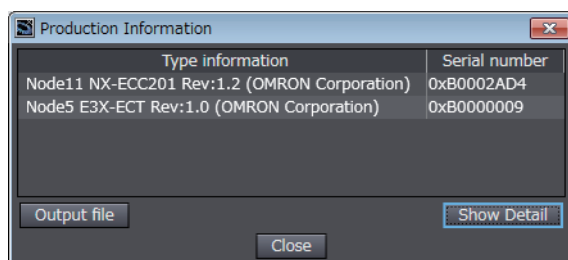 Production Information
Type information Serial number
Node11 NX-ECC201 Rev:1.2 (OMRON Corporation) 0xB0002AD4
Node5 E3X-ECT Rev:1.0 (OMRON Corporation) 0xB0000009
Output file Show Detail
Close